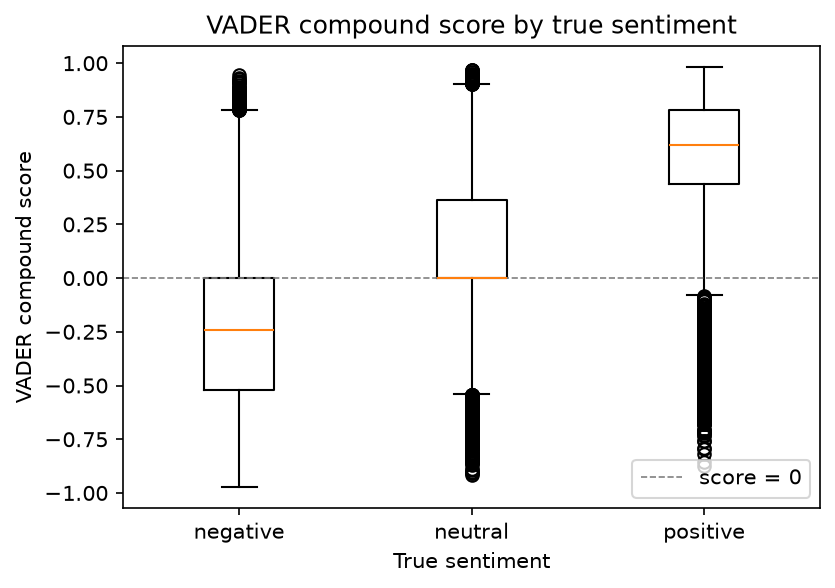 VADER compound score by true sentiment
VADER compound score
1.00
0.75
0.50
0.25
0.00
−0.25
−0.50
−0.75
−1.00
score = 0
negative
neutral
positive
True sentiment